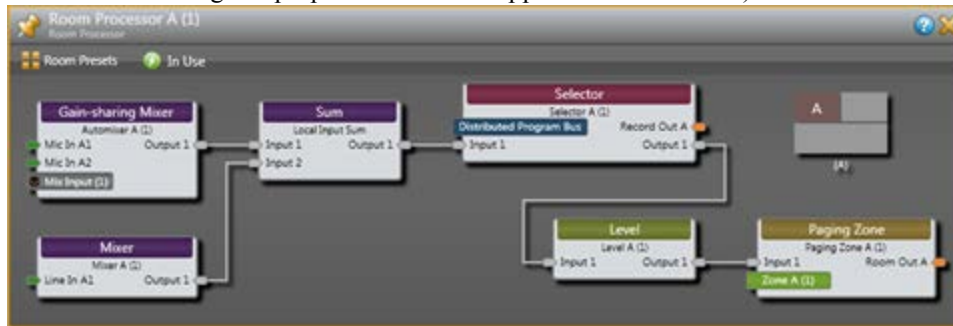 Room Processor A (1)
Room Processor
Room Presets
In Use
Gain-sharing Mixer
Automixer A (1)
Mic In A1
Output 1
Mic In A2
Mix Input (1)
Sum
Local Input Sum
Input 1
Output 1
Input 2
Selector
Selector A (1)
Distributed Program Bus
Record Out A
Input 1
Output 1
A
(A)
Mixer
Mixer A (1)
Line In A1
Output 1
Level
Level A (1)
Input 1
Output 1
Paging Zone
Paging Zone A (1)
Input 1
Room Out A
Zone A (1)